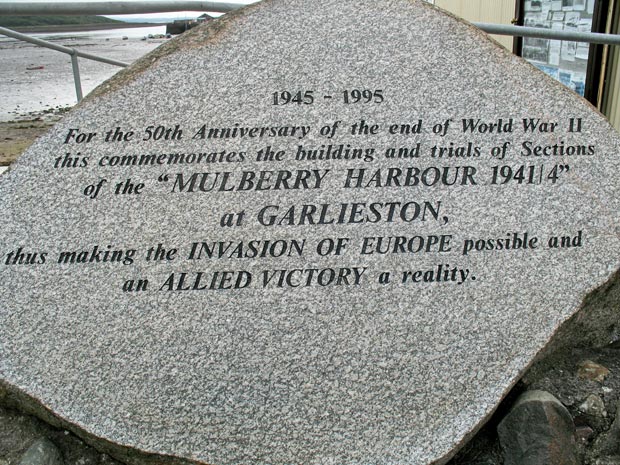 1945 - 1995
For the 50th Anniversary of the end of World War II
this commemorates the building and trials of Sections
of the "MULBERRY HARBOUR 1941/4"
at GARLIESTON,
thus making the INVASION OF EUROPE possible and
an ALLIED VICTORY a reality.